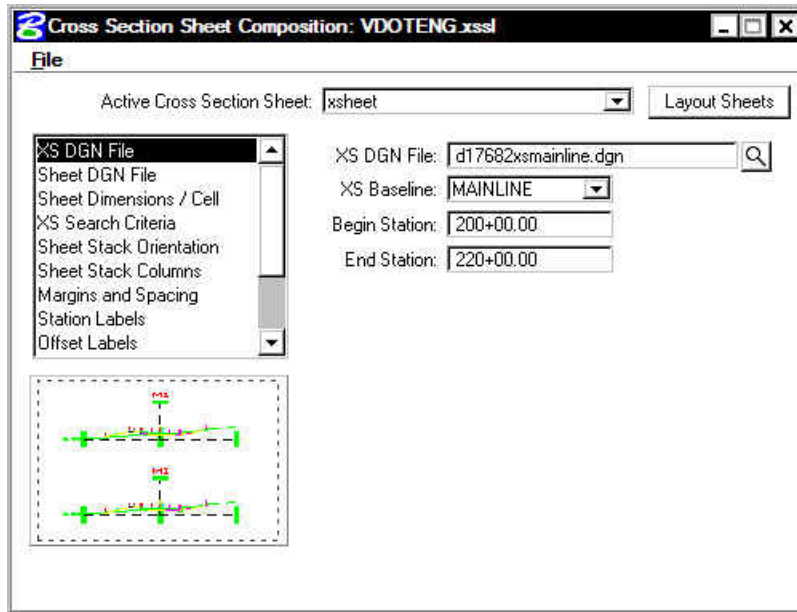 Cross Section Sheet Composition: VDOTENG.xssl
File
Active Cross Section Sheet: xsheet Layout Sheets
XS DGN File
Sheet DGN File
Sheet Dimensions / Cell
XS Search Criteria
Sheet Stack Orientation
Sheet Stack Columns
Margins and Spacing
Station Labels
Offset Labels
XS DGN File: d17682xsmainline.dgn
XS Baseline: MAINLINE
Begin Station: 200+00.00
End Station: 220+00.00